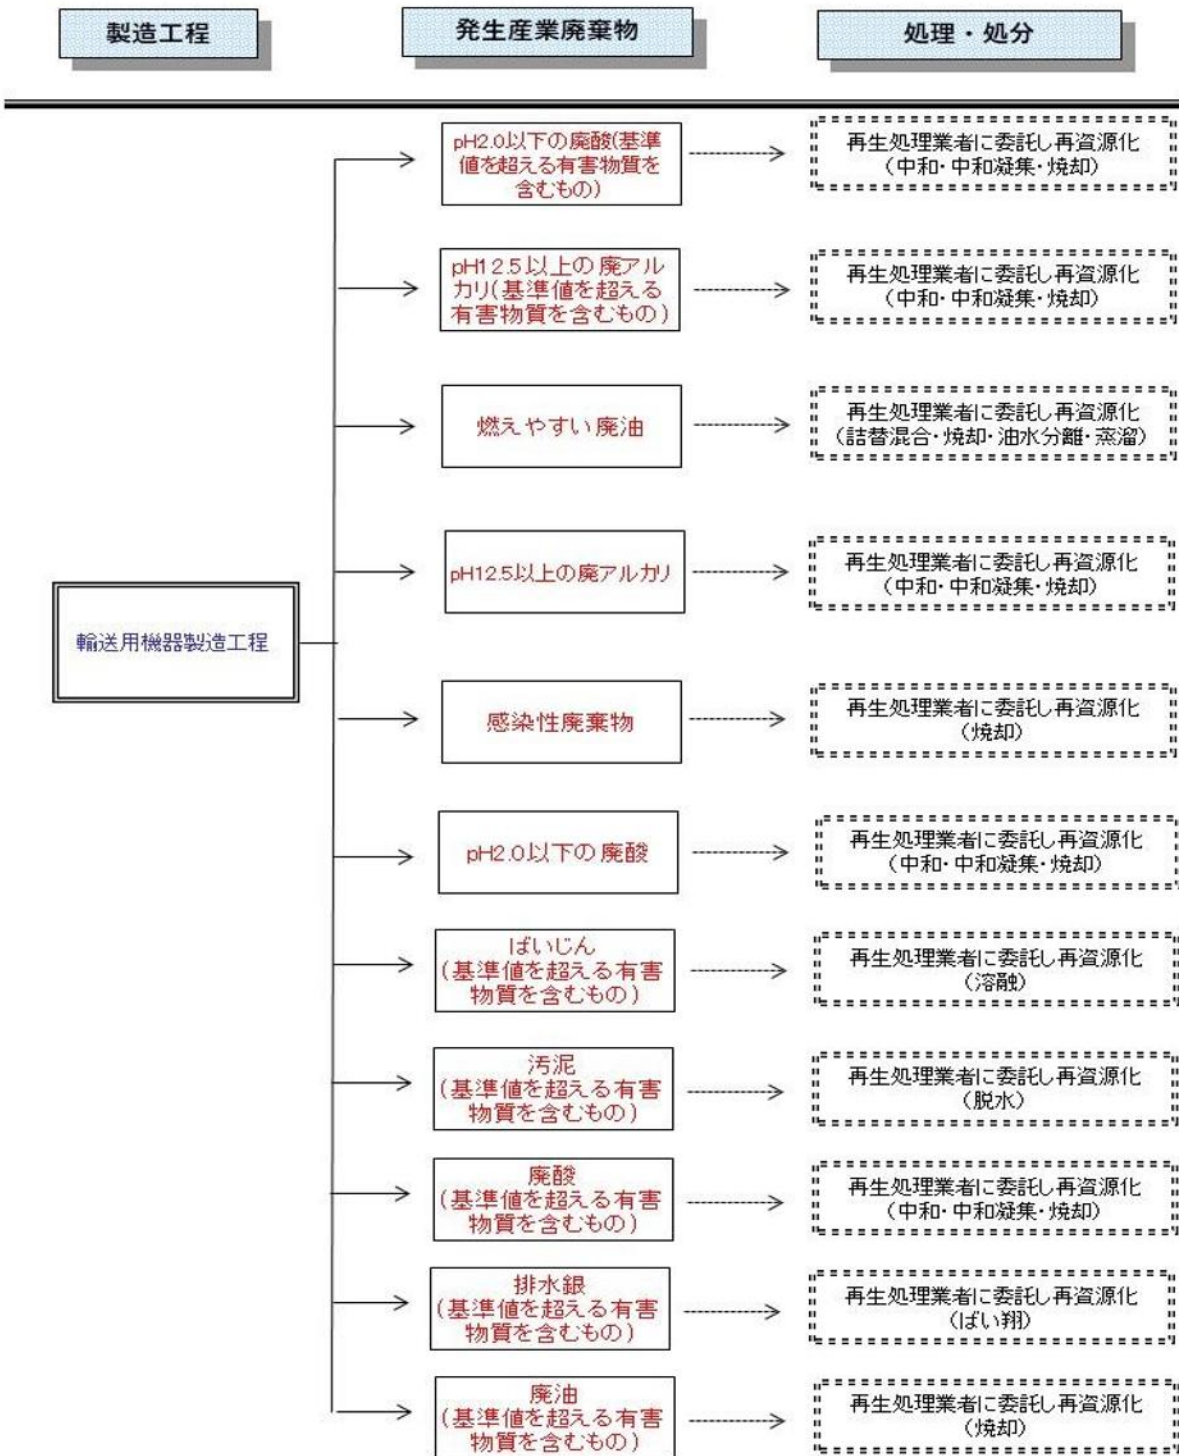 製造工程
発生産業廃棄物
処理・処分
pH2.0以下の廃酸(基準
値を超える有害物質を
含むもの)
再生処理業者に委託し再資源化
(中和・中和凝集・焼却)
pH12.5以上の廃アル
カリ(基準値を超える
有害物質を含むもの)
再生処理業者に委託し再資源化
(中和・中和凝集・焼却)
燃えやすい廃油
再生処理業者に委託し再資源化
(詰替混合・焼却・油水分離・蒸溜)
pH12.5以上の廃アルカリ
再生処理業者に委託し再資源化
(中和・中和凝集・焼却)
輸送用機器製造工程
感染性廃棄物
再生処理業者に委託し再資源化
(焼却)
pH2.0以下の廃酸
再生処理業者に委託し再資源化
(中和・中和凝集・焼却)
ばいじん
(基準値を超える有害
物質を含むもの)
再生処理業者に委託し再資源化
(溶融)
汚泥
(基準値を超える有害
物質を含むもの)
再生処理業者に委託し再資源化
(脱水)
廃酸
(基準値を超える有害
物質を含むもの)
再生処理業者に委託し再資源化
(中和・中和凝集・焼却)
排水銀
(基準値を超える有害
物質を含むもの)
再生処理業者に委託し再資源化
(ばい翔)
廃油
(基準値を超える有害
物質を含むもの)
再生処理業者に委託し再資源化
(焼却)